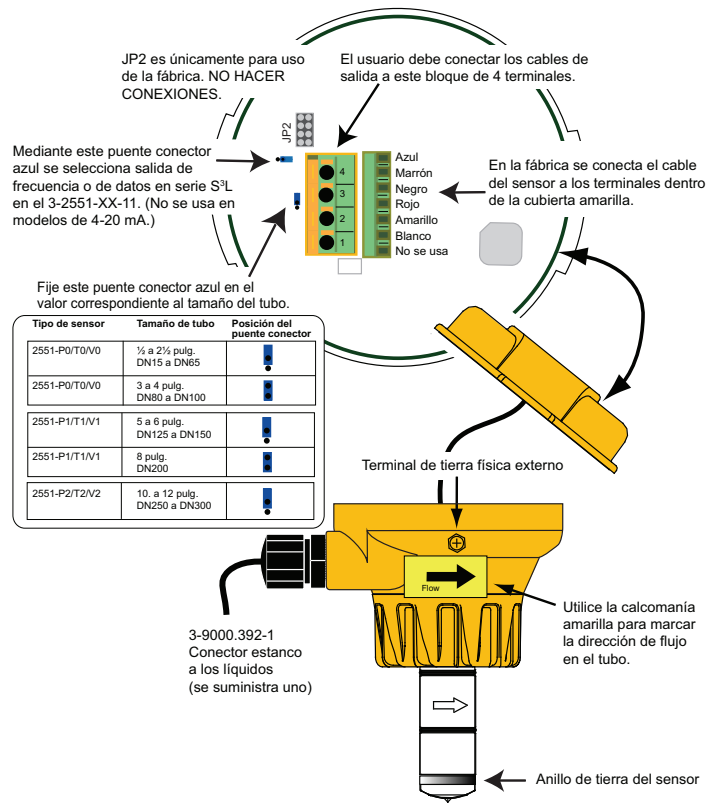 JP2 es únicamente para uso
de la fábrica. NO HACER
CONEXIONES.
El usuario debe conectar los cables de
salida a este bloque de 4 terminales.
JP2
Mediante este puente conector
azul se selecciona salida de
frecuencia o de datos en serie S³L
en el 3-2551-XX-11. (No se usa en
modelos de 4-20 mA.)
4
3
2
1
Azul
Marrón
Negro
Rojo
Amarillo
Blanco
No se usa
En la fábrica se conecta el cable
del sensor a los terminales dentro
de la cubierta amarilla.
Fije este puente conector azul en el
valor correspondiente al tamaño del tubo.
Tipo de sensor Tamaño de tubo Posición del
puente conector
2551-P0/T0/V0 ½ a 2½ pulg.
DN15 a DN65
2551-P0/T0/V0 3 a 4 pulg.
DN80 a DN100
2551-P1/T1/V1 5 a 6 pulg.
DN125 a DN150
2551-P1/T1/V1 8 pulg.
DN200
2551-P2/T2/V2 10. a 12 pulg.
DN250 a DN300
Terminal de tierra física externo
Flow
Utilice la calcomanía
amarilla para marcar
la dirección de flujo
en el tubo.
3-9000.392-1
Conector estanco
a los líquidos
(se suministra uno)
Anillo de tierra del sensor